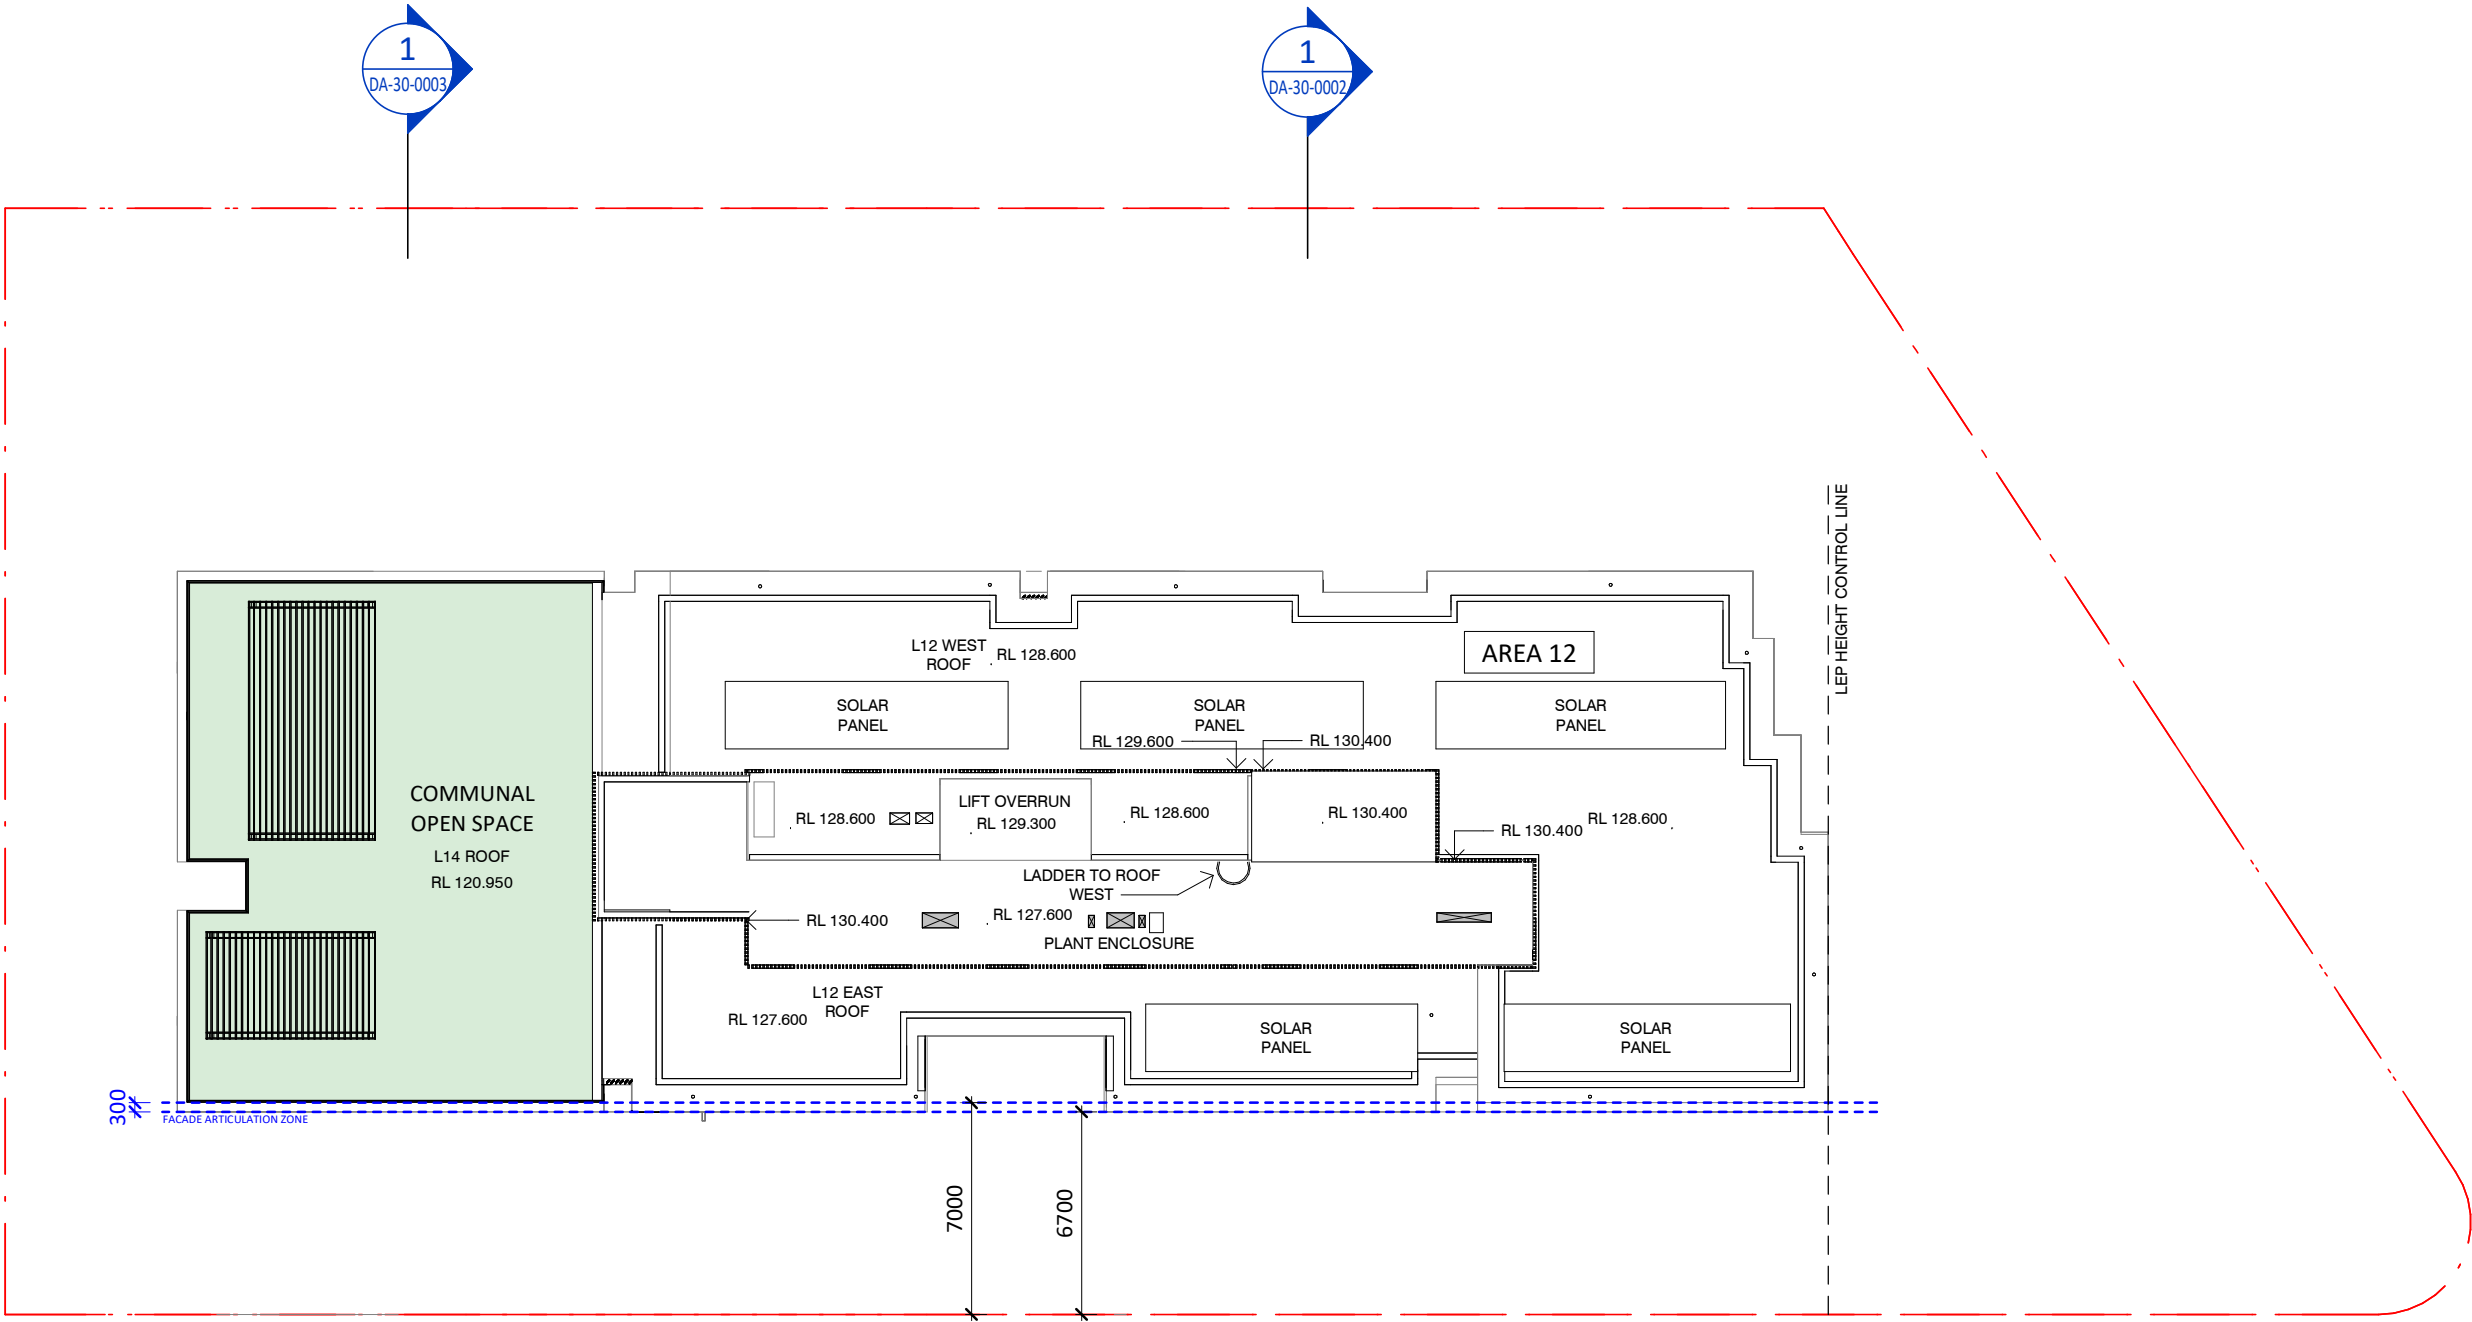 1
DA-30-0003
1
DA-30-0002
LEP HEIGHT CONTROL LINE
L12 WEST
ROOF
RL 128.600
AREA 12
SOLAR
PANEL
SOLAR
PANEL
SOLAR
PANEL
RL 129.600
RL 130.400
COMMUNAL
OPEN SPACE
L14 ROOF
RL 120.950
RL 128.600
LIFT OVERRUN
RL 129.300
RL 128.600
RL 130.400
RL 130.400
RL 128.600
LADDER TO ROOF
WEST
RL 130.400
RL 127.600
PLANT ENCLOSURE
L12 EAST
ROOF
RL 127.600
SOLAR
PANEL
SOLAR
PANEL
300
FACADE ARTICULATION ZONE
7000
6700